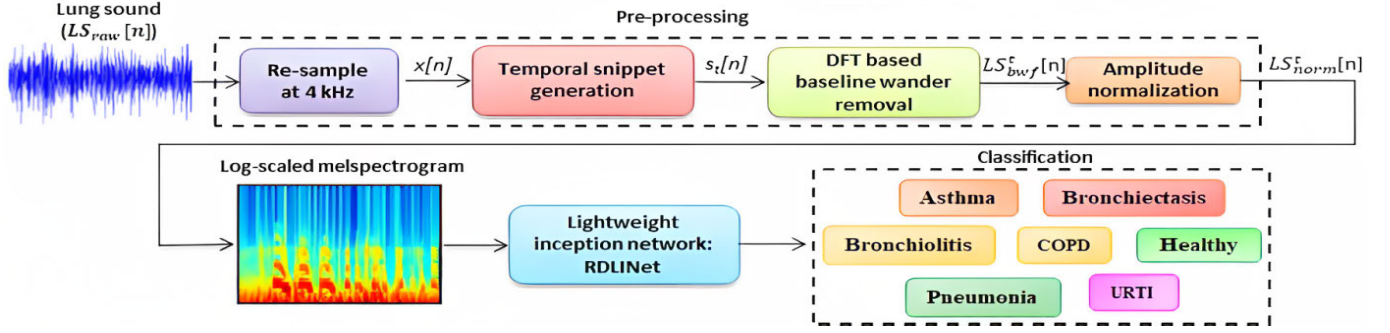 Lung sound
(LS_raw [n])
Pre-processing
Re-sample
at 4 kHz
x[n]
Temporal snippet
generation
s_t[n]
DFT based
baseline wander
removal
LS^ε_bwf[n]
Amplitude
normalization
LS^ε_norm[n]
Log-scaled melspectrogram
Lightweight
inception network:
RDLINet
Classification
Asthma
Bronchiectasis
Bronchiolitis
COPD
Healthy
Pneumonia
URTI